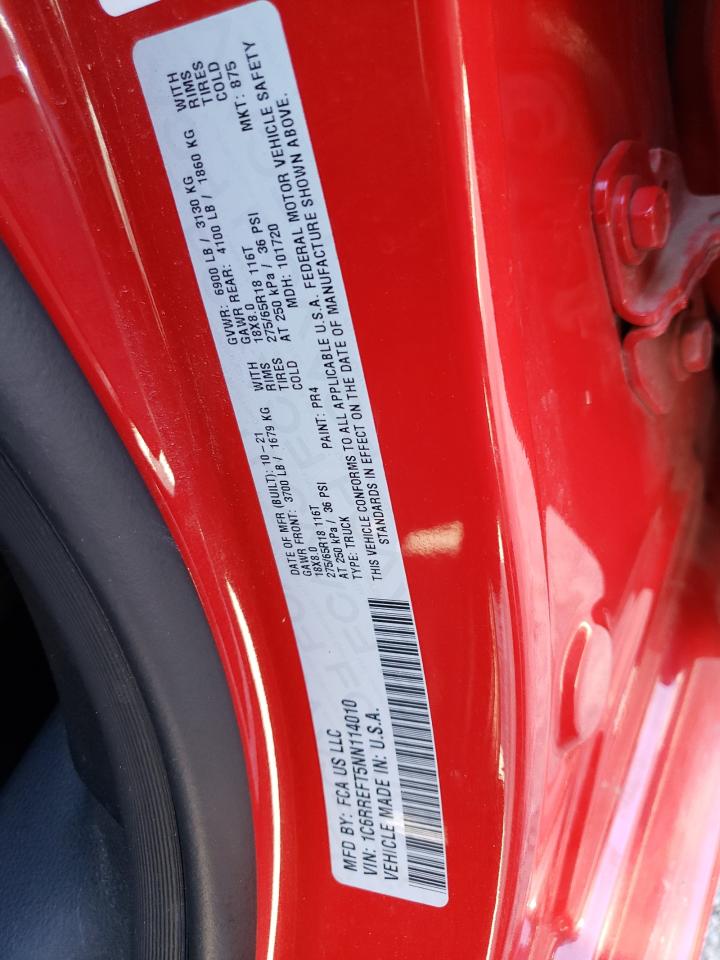 MFD BY: FCA US LLC
VIN: 1C6RREFT5NN114010
VEHICLE MADE IN: U.S.A.
DATE OF MFR (BUILT): 10-21
GAWR FRONT: 3700 LB / 1679 KG WITH
18X8.0 RIMS
275/65R18 116T TIRES
AT 250 kPa / 36 PSI COLD
TYPE: TRUCK PAINT: PR4
GVWR: 6900 LB / 3130 KG
GAWR REAR: 4100 LB / 1860 KG WITH
18X8.0 RIMS
275/65R18 116T TIRES
AT 250 kPa / 36 PSI COLD
MDH: 101720 MKT: 875
THIS VEHICLE CONFORMS TO ALL APPLICABLE U.S.A. FEDERAL MOTOR VEHICLE SAFETY
STANDARDS IN EFFECT ON THE DATE OF MANUFACTURE SHOWN ABOVE.